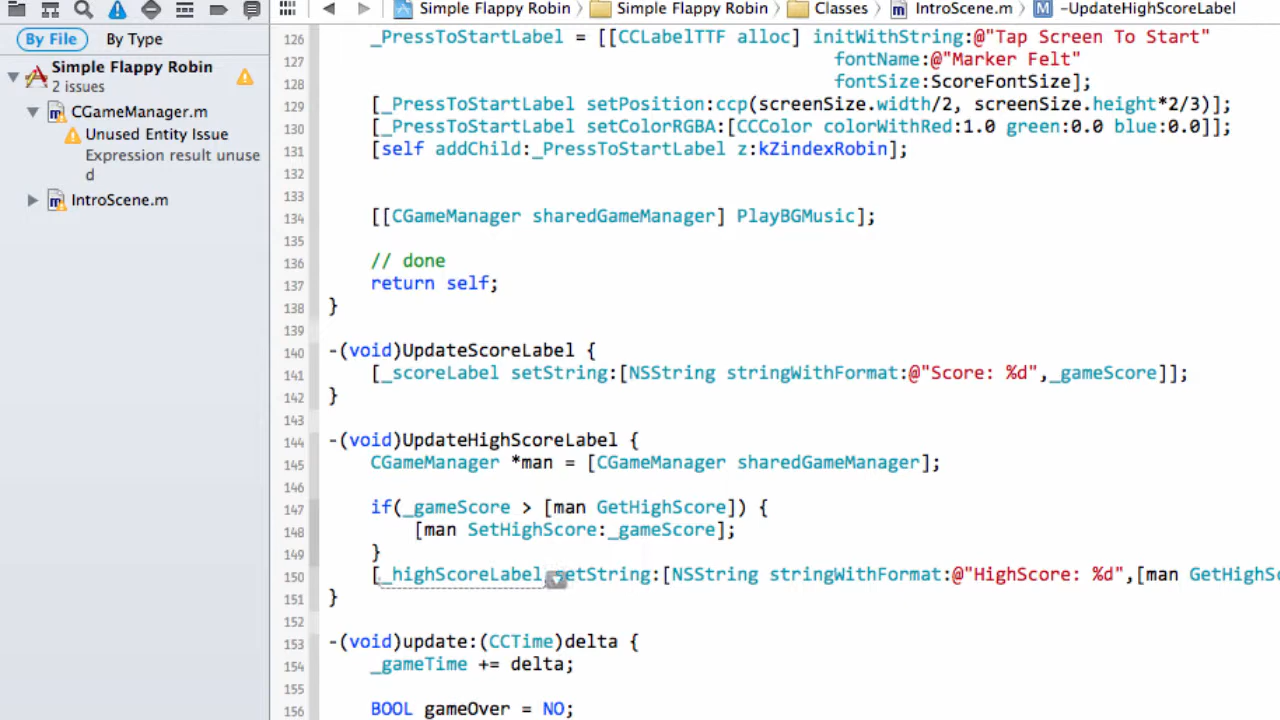 Simple Flappy Robin Simple Flappy Robin Classes IntroScene.m -UpdateHighScoreLabel
By File By Type
Simple Flappy Robin
2 issues
CGameManager.m
Unused Entity Issue
Expression result unuse
d
IntroScene.m
126 _PressToStartLabel = [[CCLabelTTF alloc] initWithString:@"Tap Screen To Start"
127 fontName:@"Marker Felt"
128 fontSize:ScoreFontSize];
129 [_PressToStartLabel setPosition:ccp(screenSize.width/2, screenSize.height*2/3)];
130 [_PressToStartLabel setColorRGBA:[CCColor colorWithRed:1.0 green:0.0 blue:0.0]];
131 [self addChild:_PressToStartLabel z:kZindexRobin];
132
133
134 [[CGameManager sharedGameManager] PlayBGMusic];
135
136 // done
137 return self;
138 }
139
140 -(void)UpdateScoreLabel {
141 [_scoreLabel setString:[NSString stringWithFormat:@"Score: %d",_gameScore]];
142 }
143
144 -(void)UpdateHighScoreLabel {
145 CGameManager *man = [CGameManager sharedGameManager];
146
147 if(_gameScore > [man GetHighScore]) {
148 [man SetHighScore:_gameScore];
149 }
150 [_highScoreLabel setString:[NSString stringWithFormat:@"HighScore: %d",[man GetHighSc
151 }
152
153 -(void)update:(CCTime)delta {
154 _gameTime += delta;
155
156 BOOL gameOver = NO;